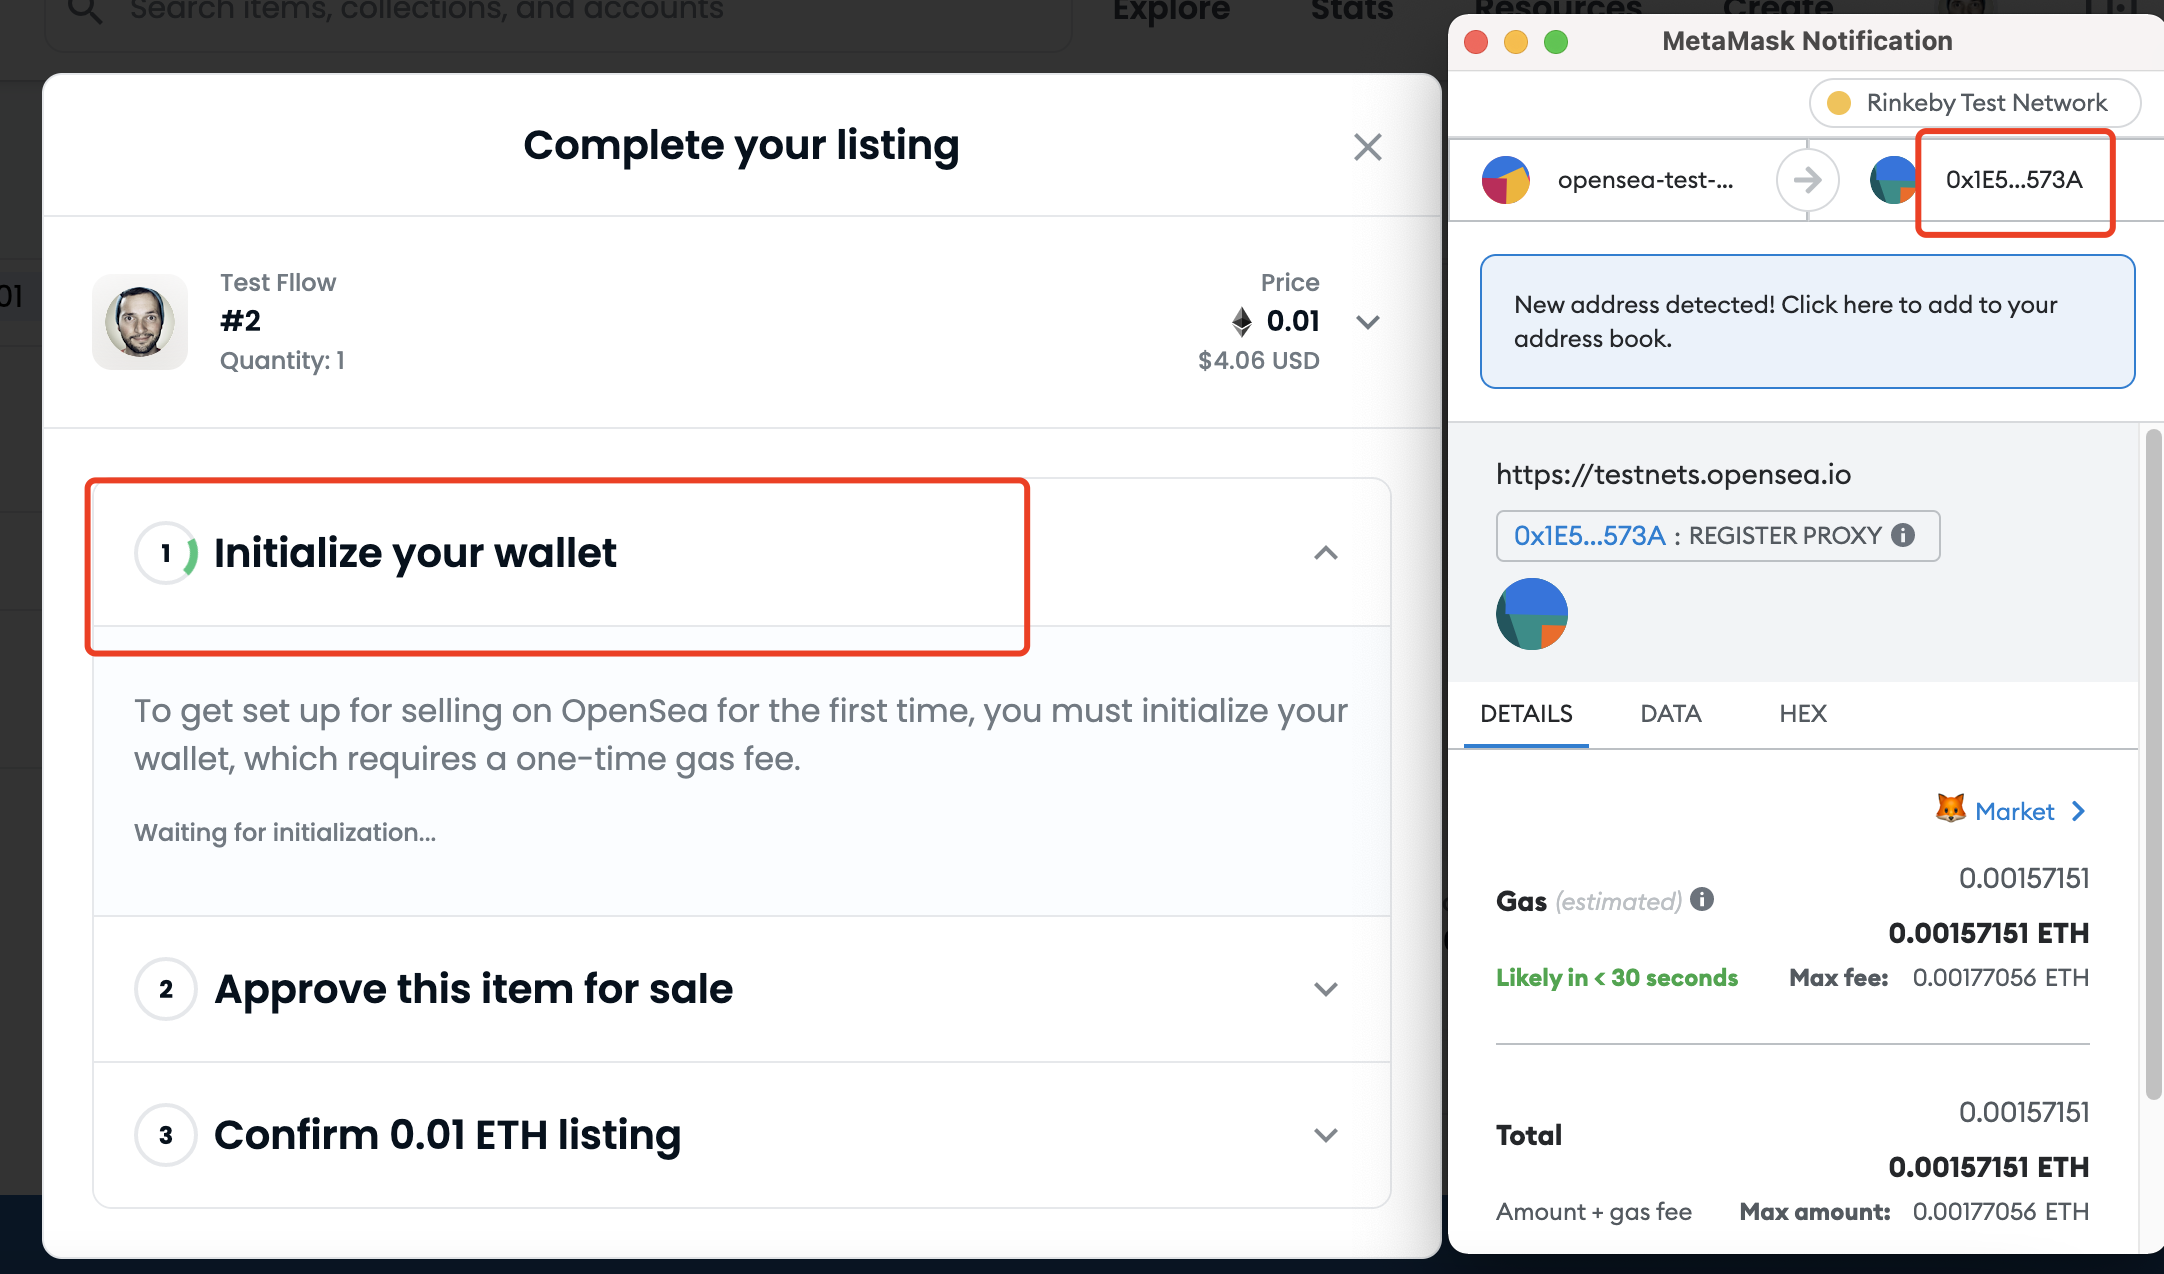 Search items, collections, and accounts
Explore
Stats
Resources
Create
01
Complete your listing
Test Fllow
#2
Quantity: 1
Price
0.01
$4.06 USD
1
Initialize your wallet
To get set up for selling on OpenSea for the first time, you must initialize your
wallet, which requires a one-time gas fee.
Waiting for initialization...
2
Approve this item for sale
3
Confirm 0.01 ETH listing
MetaMask Notification
Rinkeby Test Network
opensea-test-...
0x1E5...573A
New address detected! Click here to add to your
address book.
https://testnets.opensea.io
0x1E5...573A : REGISTER PROXY
DETAILS
DATA
HEX
Market
0.00157151
Gas (estimated)
0.00157151 ETH
Likely in < 30 seconds
Max fee: 0.00177056 ETH
0.00157151
Total
0.00157151 ETH
Amount + gas fee
Max amount: 0.00177056 ETH